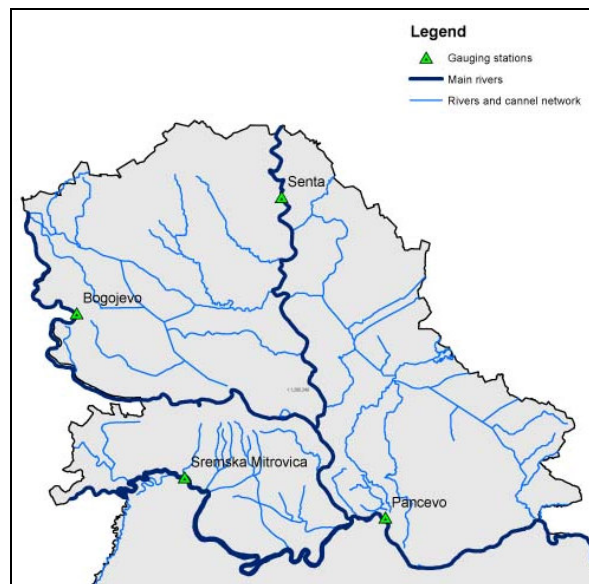 Legend
Gauging stations
Main rivers
Rivers and cannel network
Senta
Bogojevo
Sremska Mitrovica
Pancevo